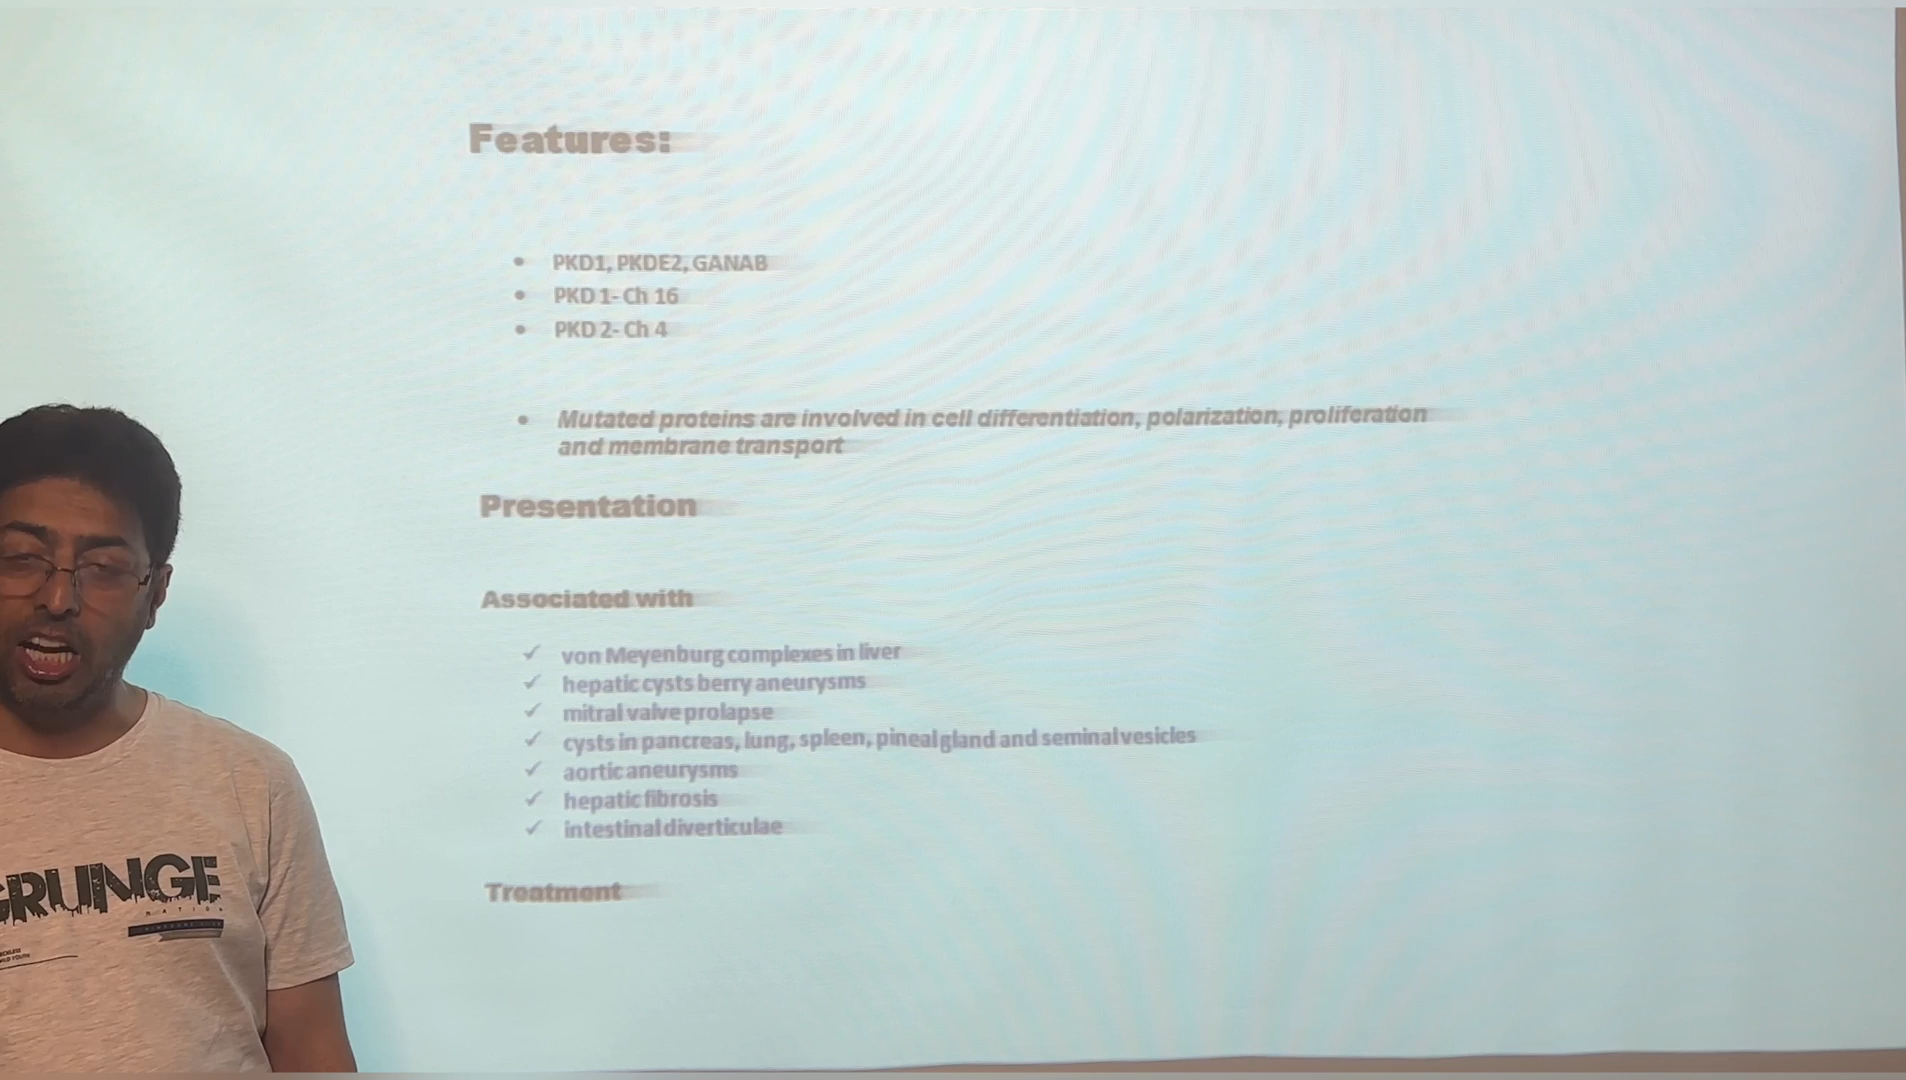 Features:
PKD1, PKDE2, GANAB
PKD 1- Ch 16
PKD 2- Ch 4
Mutated proteins are involved in cell differentiation, polarization, proliferation
and membrane transport
Presentation
Associated with
von Meyenburg complexes in liver
hepatic cysts berry aneurysms
mitral valve prolapse
cysts in pancreas, lung, spleen, pineal gland and seminal vesicles
aortic aneurysms
hepatic fibrosis
intestinal diverticulae
Treatment
GRUNGE
NATION